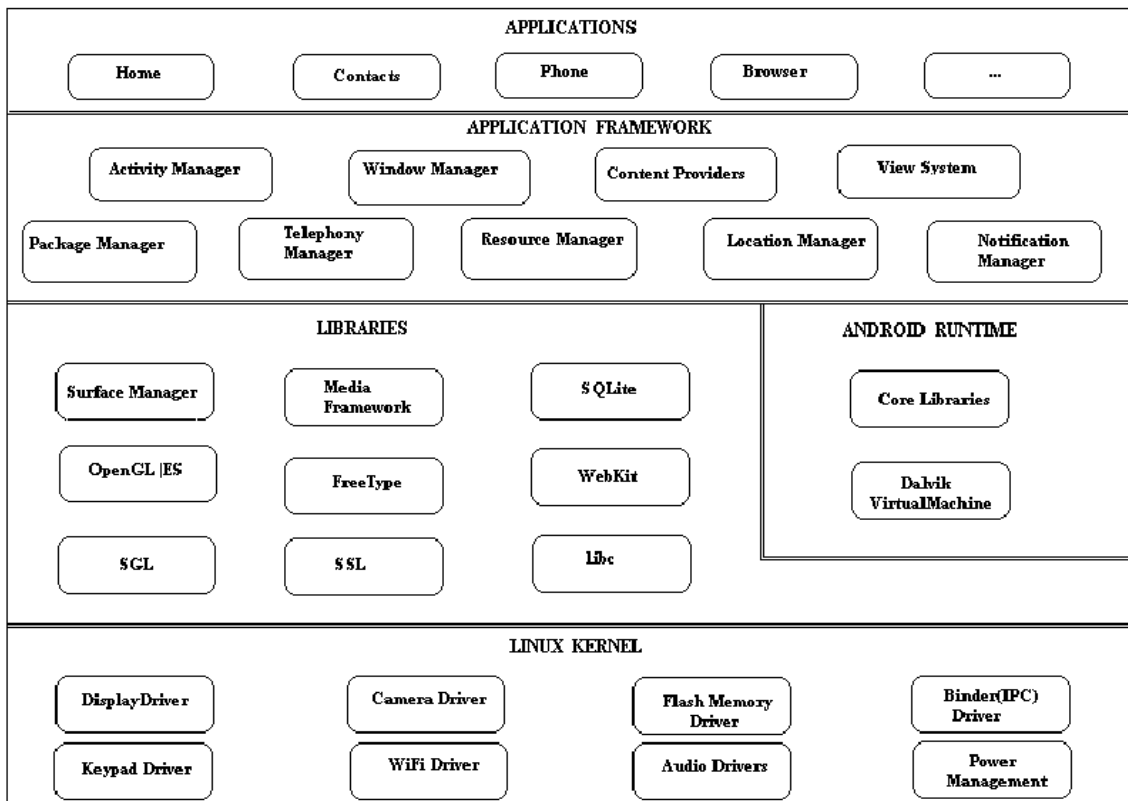 APPLICATIONS
Home
Contacts
Phone
Browser
...
APPLICATION FRAMEWORK
Activity Manager
Window Manager
Content Providers
View System
Package Manager
Telephony
Manager
Resource Manager
Location Manager
Notification
Manager
LIBRARIES
Surface Manager
Media
Framework
SQLite
OpenGL |ES
FreeType
WebKit
SGL
SSL
libc
ANDROID RUNTIME
Core Libraries
Dalvik
VirtualMachine
LINUX KERNEL
DisplayDriver
Camera Driver
Flash Memory
Driver
Binder(IPC)
Driver
Keypad Driver
WiFi Driver
Audio Drivers
Power
Management